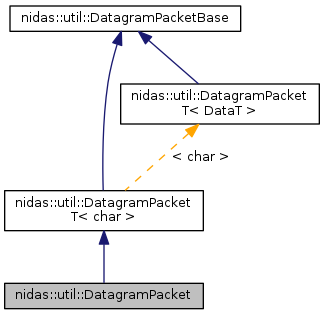 nidas::util::DatagramPacketBase
nidas::util::DatagramPacket
T< DataT >
< char >
nidas::util::DatagramPacket
T< char >
nidas::util::DatagramPacket